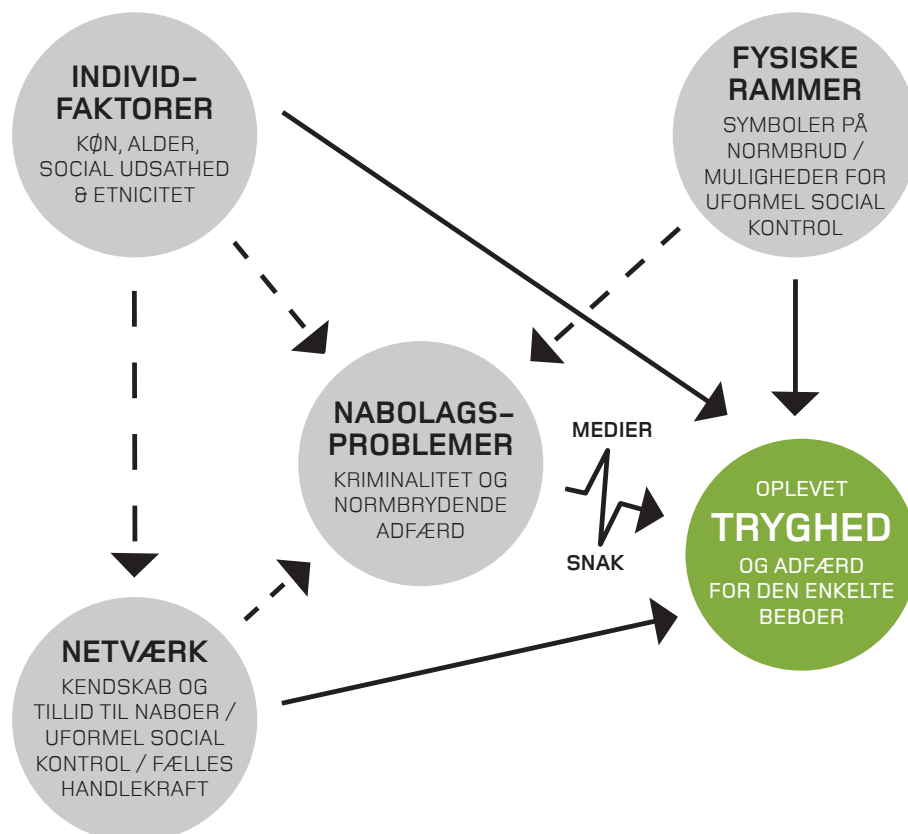 INDIVID-
FAKTORER
KØN, ALDER,
SOCIAL UDSATHED
& ETNICITET
FYSISKE
RAMMER
SYMBOLER PÅ
NORMBRUD /
MULIGHEDER FOR
UFORMEL SOCIAL
KONTROL
NABOLAGS-
PROBLEMER
KRIMINALITET OG
NORMBRYDENDE
ADFÆRD
MEDIER
SNAK
OPLEVET
TRYGHED
OG ADFÆRD
FOR DEN ENKELTE
BEBOER
NETVÆRK
KENDSKAB OG
TILLID TIL NABOER /
UFORMEL SOCIAL
KONTROL / FÆLLES
HANDLEKRAFT